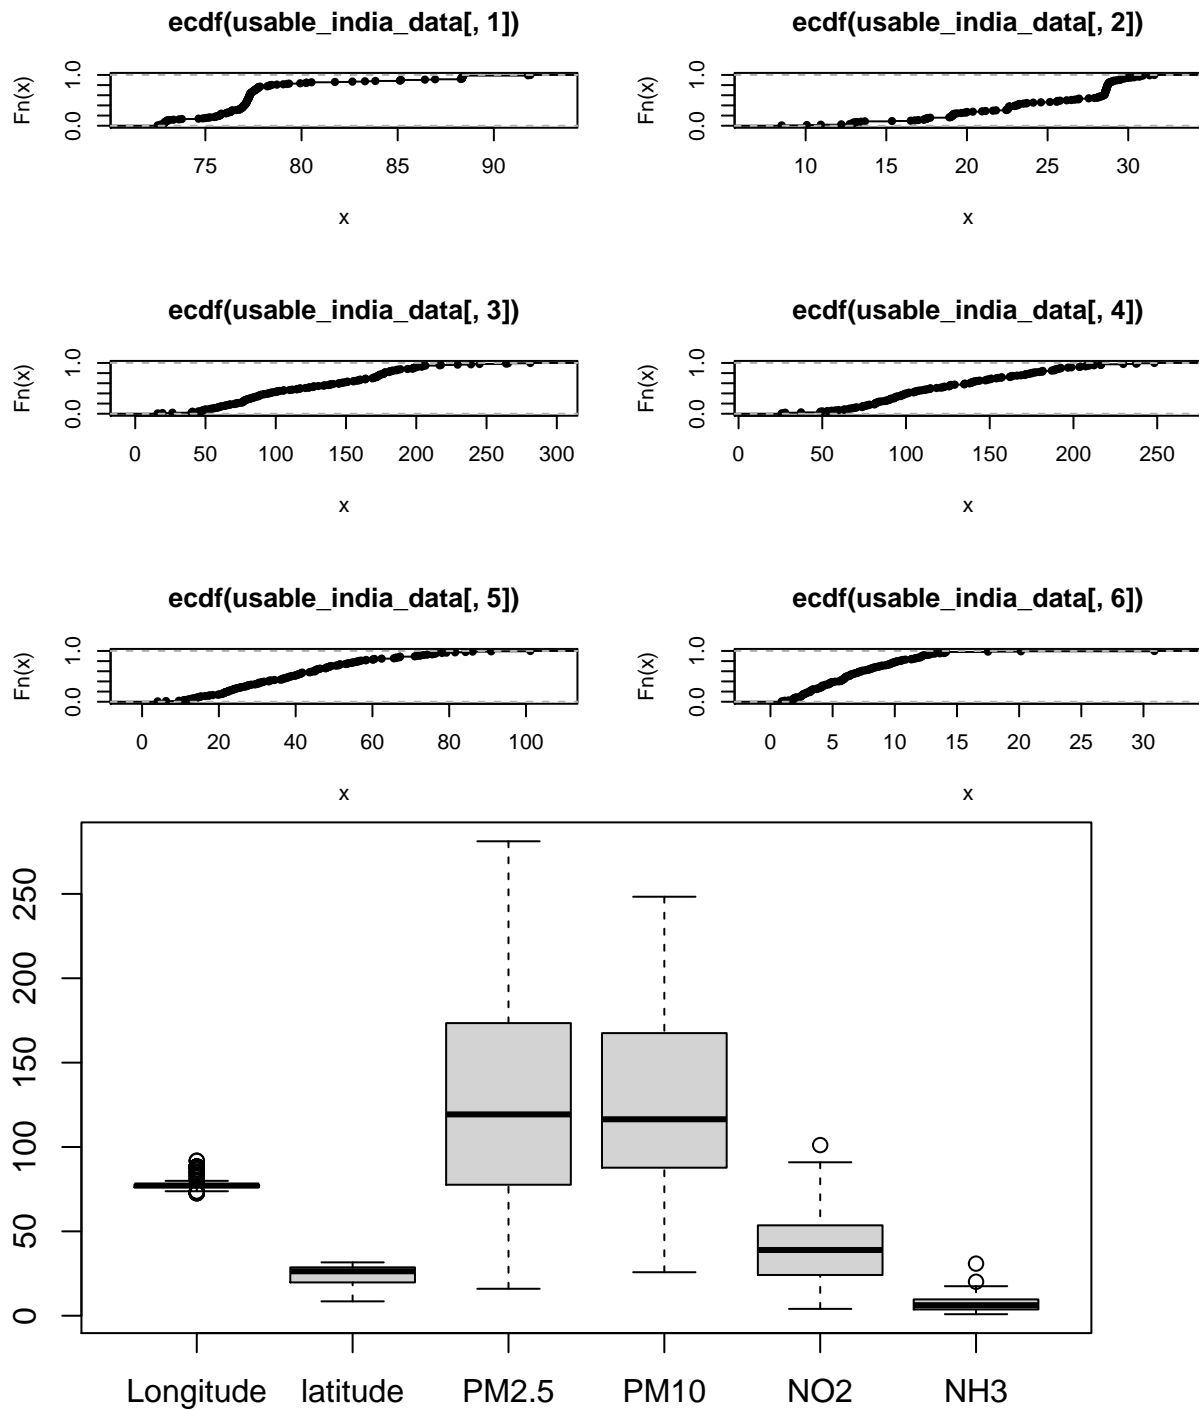 ecdf(usable_india_data[, 1])
Fn(x)
0.0 1.0
75 80 85 90
x
ecdf(usable_india_data[, 2])
Fn(x)
0.0 1.0
10 15 20 25 30
x
ecdf(usable_india_data[, 3])
Fn(x)
0.0 1.0
0 50 100 150 200 250 300
x
ecdf(usable_india_data[, 4])
Fn(x)
0.0 1.0
0 50 100 150 200 250
x
ecdf(usable_india_data[, 5])
Fn(x)
0.0 1.0
0 20 40 60 80 100
x
ecdf(usable_india_data[, 6])
Fn(x)
0.0 1.0
0 5 10 15 20 25 30
x
0 50 100 150 200 250
Longitude latitude PM2.5 PM10 NO2 NH3